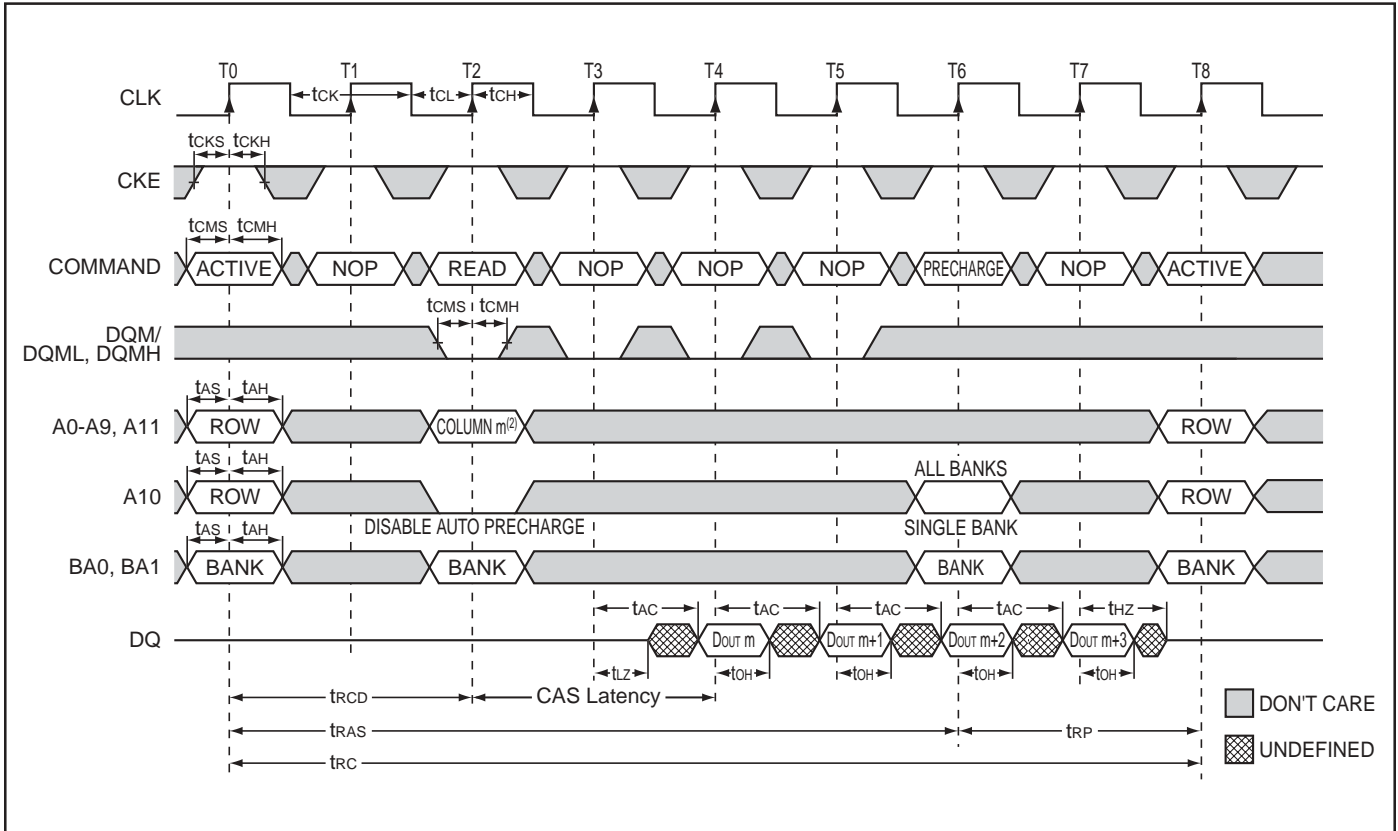 T0 T1 T2 T3 T4 T5 T6 T7 T8
CLK tCK tCL tCH
tCKS tCKH
CKE
tCMS tCMH
COMMAND ACTIVE NOP READ NOP NOP NOP PRECHARGE NOP ACTIVE
tCMS tCMH
DQM/
DQML, DQMH
tAS tAH
A0-A9, A11 ROW COLUMN m(2) ROW
tAS tAH ALL BANKS
A10 ROW ROW
DISABLE AUTO PRECHARGE SINGLE BANK
tAS tAH
BA0, BA1 BANK BANK BANK BANK
tAC tAC tAC tAC tHZ
DQ DOUT m DOUT m+1 DOUT m+2 DOUT m+3
tLZ tOH tOH tOH tOH
tRCD CAS Latency
DON'T CARE
tRAS tRP
UNDEFINED
tRC